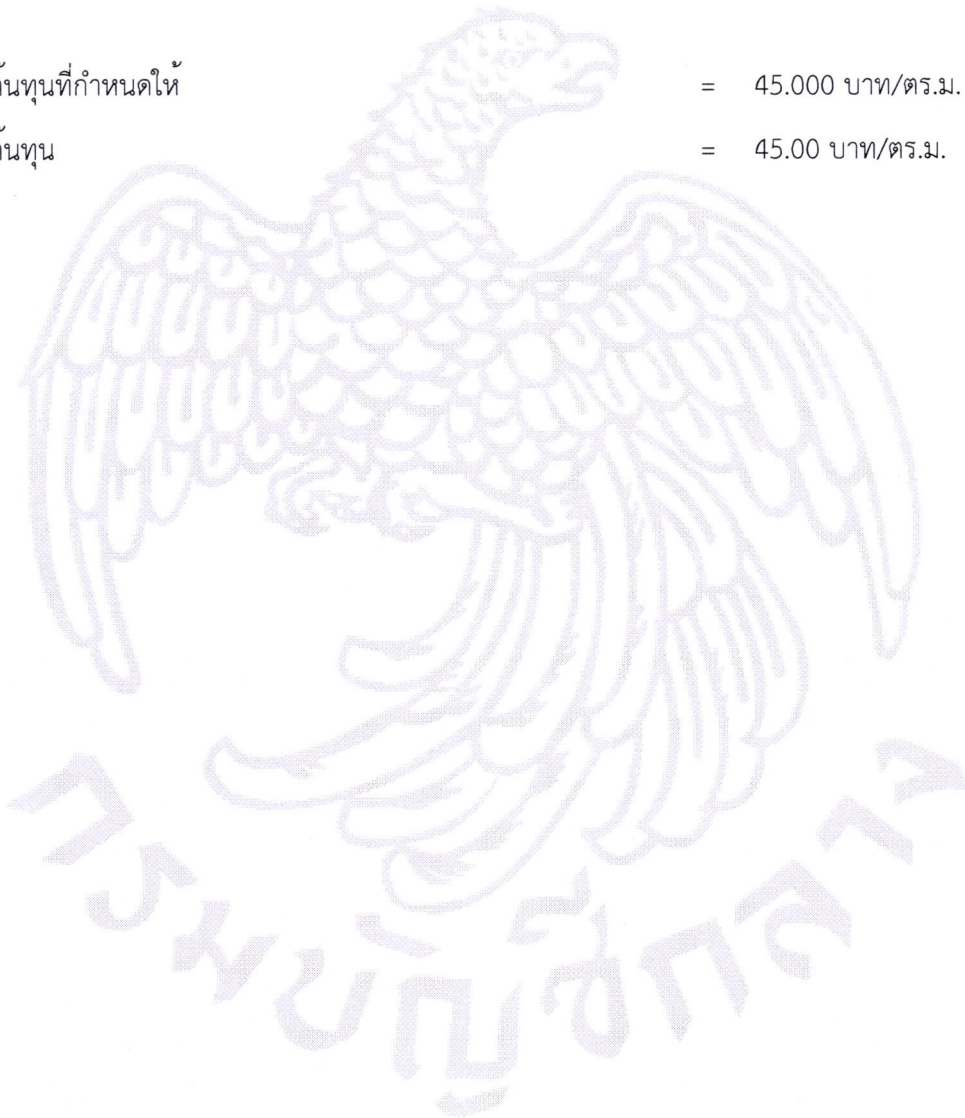 ้นทุนที่กำหนดให้ = 45.000 บาท/ตร.ม.
้นทุน = 45.00 บาท/ตร.ม.
กรมบัญชีกลาง